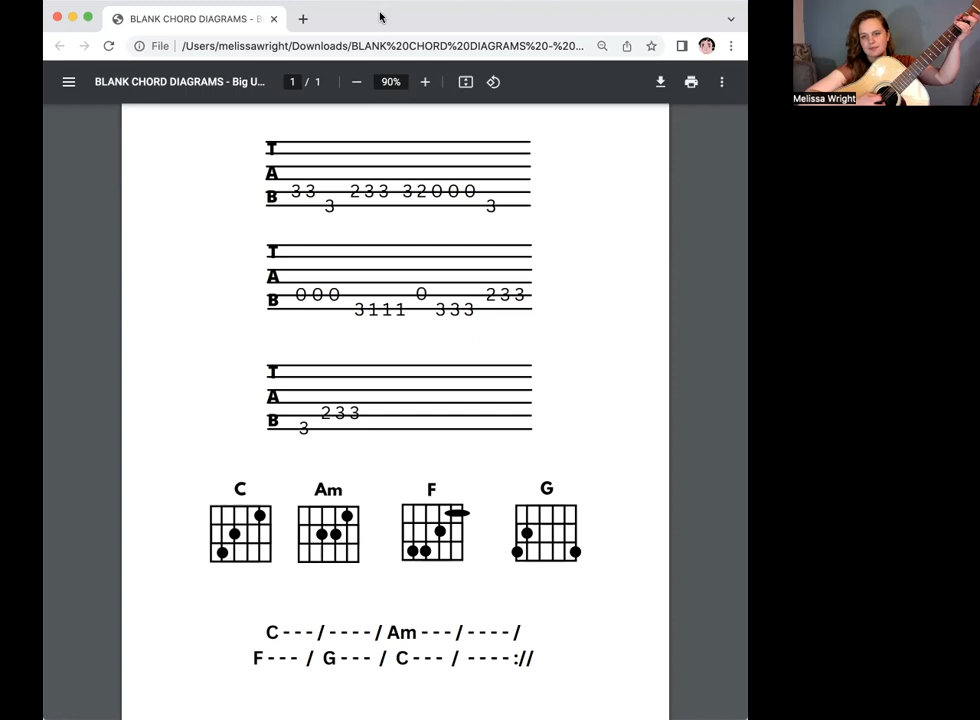 BLANK CHORD DIAGRAMS - B
File /Users/melissawright/Downloads/BLANK%20CHORD%20DIAGRAMS%20-%20...
BLANK CHORD DIAGRAMS - Big U... 1 / 1 90%
Melissa Wright
T
A
B 3 3 3 2 3 3 3 2 0 0 0 3
T
A
B 0 0 0 3 1 1 1 0 3 3 3 2 3 3
T
A
B 3 2 3 3
C Am F G
C - - - / - - - - / Am - - - / - - - - /
F - - - / G - - - / C - - - / - - - - ://